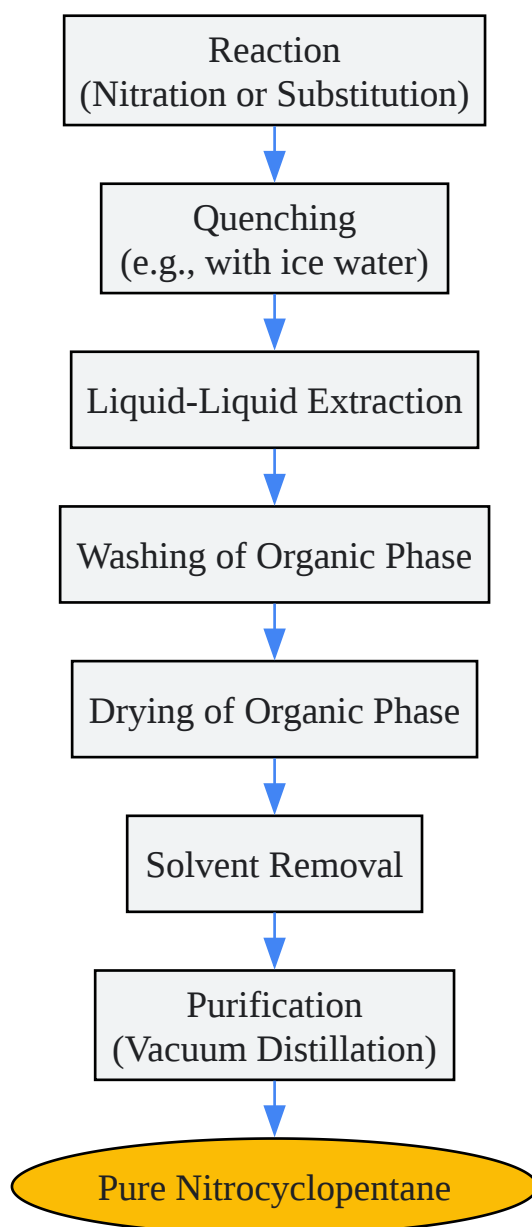 Reaction
(Nitration or Substitution)
Quenching
(e.g., with ice water)
Liquid-Liquid Extraction
Washing of Organic Phase
Drying of Organic Phase
Solvent Removal
Purification
(Vacuum Distillation)
Pure Nitrocyclopentane